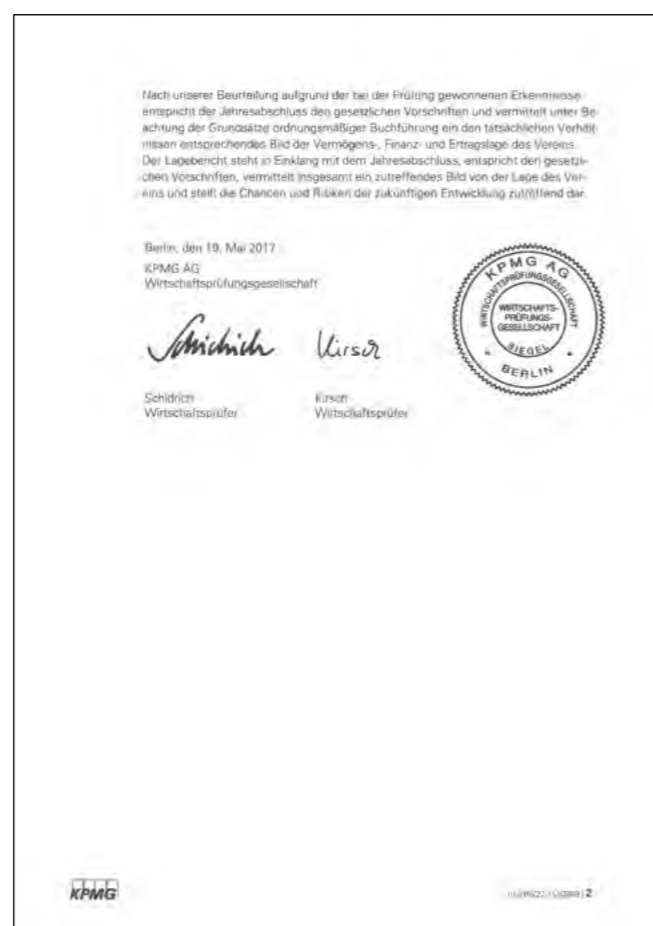 Nach unserer Beurteilung aufgrund der bei der Prüfung gewonnenen Erkenntnisse
entspricht der Jahresabschluss den gesetzlichen Vorschriften und vermittelt unter Be-
achtung der Grundsätze ordnungsmäßiger Buchführung ein den tatsächlichen Verhält-
nissen entsprechendes Bild der Vermögens-, Finanz- und Ertragslage des Vereins.
Der Lagebericht steht in Einklang mit dem Jahresabschluss, entspricht den gesetzli-
chen Vorschriften, vermittelt insgesamt ein zutreffendes Bild von der Lage des Ver-
eins und stellt die Chancen und Risiken der zukünftigen Entwicklung zutreffend dar.
Berlin, den 19. Mai 2017
KPMG AG
Wirtschaftsprüfungsgesellschaft
KPMG AG
WIRTSCHAFTSPRÜFUNGSGESELLSCHAFT
WIRTSCHAFTS-
PRÜFUNGS-
GESELLSCHAFT
SIEGEL
BERLIN
Schidrich Kirsch
Schidrich Kirsch
Wirtschaftsprüfer Wirtschaftsprüfer
KPMG
2